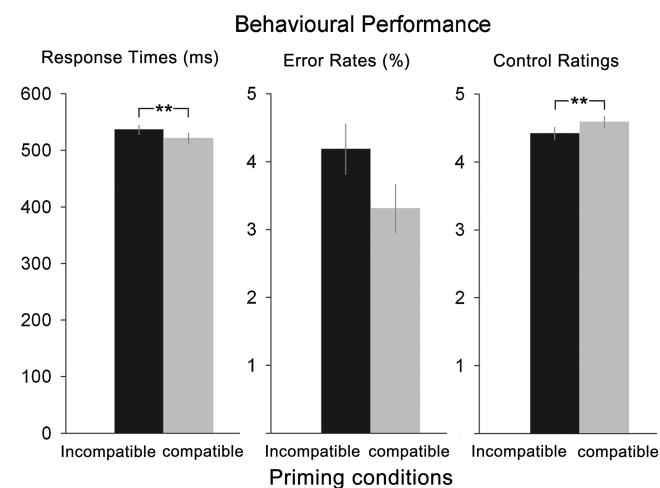 Behavioural Performance
Response Times (ms)
600
500
400
300
200
100
0
**
Incompatible compatible
Error Rates (%)
5
4
3
2
1
Incompatible compatible
Control Ratings
5
4
3
2
1
**
Incompatible compatible
Priming conditions